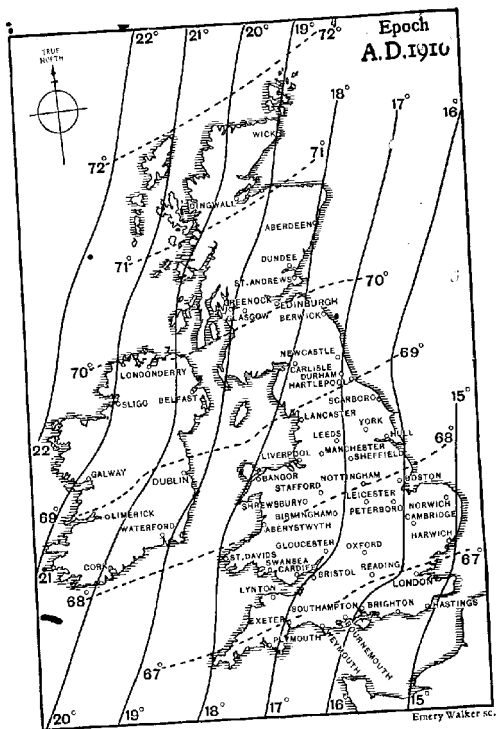 Epoch
A.D.1910
TRUE
NORTH
22°
21°
20°
19°
72°
18°
17°
16°
WICK
72°
71°
DINGWALL
ABERDEEN
71°
DUNDEE
ST. ANDREWS
70°
GREENOCK
EDINBURGH
LASGOW
BERWICK
70°
LONDONDERRY
NEWCASTLE
69°
CARLISLE
DURHAM
HARTLEPOOL
SLIGO
BELFAST
SCARBORO
15°
LANCASTER
YORK
LEEDS
HULL
68°
22°
MANCHESTER
LIVERPOOL
SHEFFIELD
GALWAY
DUBLIN
BANGOR
NOTTINGHAM
BOSTON
STAFFORD
LEICESTER
NORWICH
SHREWSBURY
69°
LIMERICK
BIRMINGHAM
PETERBORO
CAMBRIDGE
WATERFORD
ABERYSTWYTH
HARWICH
GLOUCESTER
OXFORD
67°
CORK
ST. DAVIDS
SWANSEA
21°
CARDIFF
BRISTOL
READING
LONDON
68°
LYNTON
SOUTHAMPTON
BRIGHTON
HASTINGS
EXETER
BOURNEMOUTH
67°
PLYMOUTH
WEYMOUTH
20°
19°
18°
17°
16°
15°
Emery Walker sc.